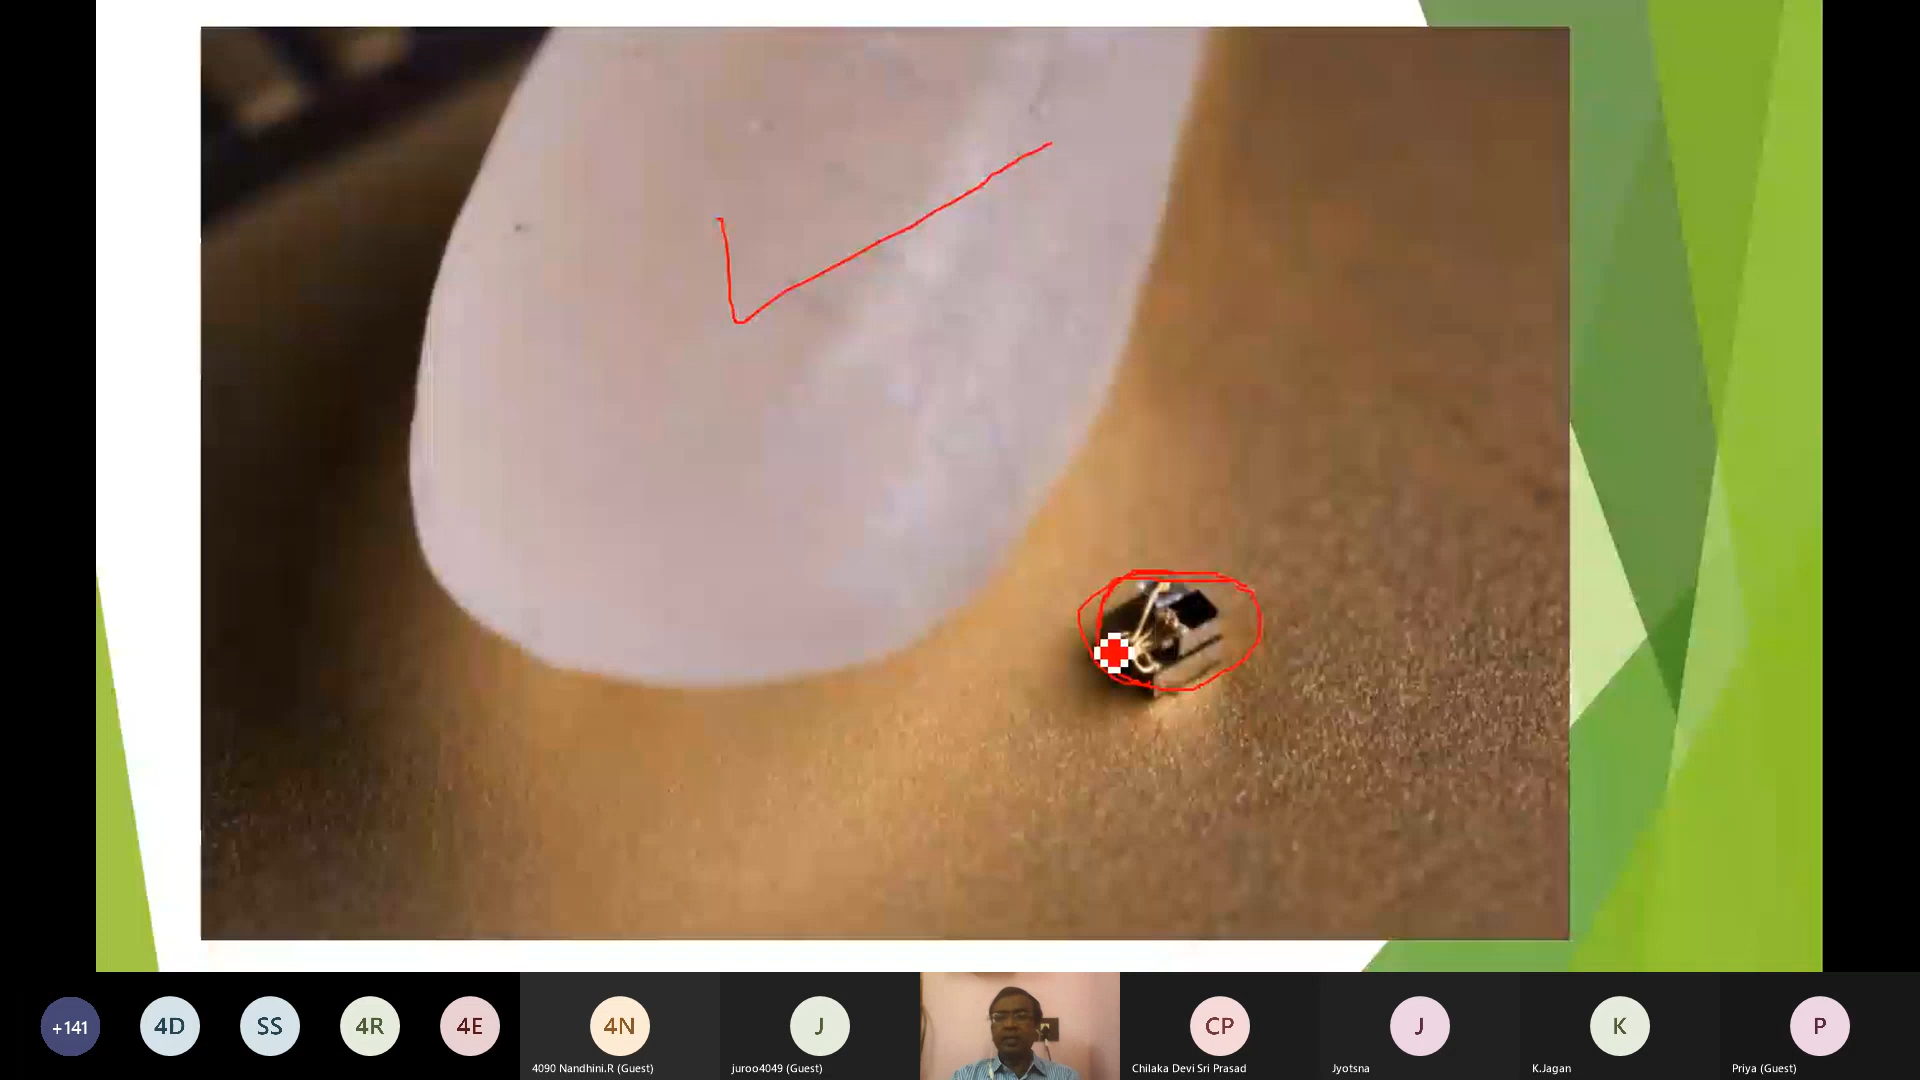 +141
4D
SS
4R
4E
4N
J
CP
J
K
P
4090 Nandhini.R (Guest)
juroo4049 (Guest)
Chilaka Devi Sri Prasad
Jyotsna
K.Jagan
Priya (Guest)